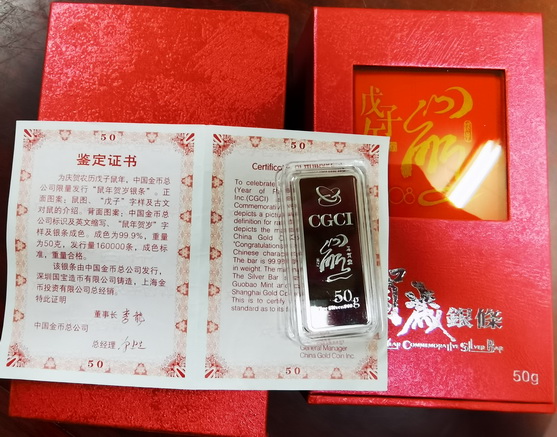 50
50
鉴定证书
为庆贺农历戊子鼠年，中国金币总
公司限量发行“鼠年贺岁银条”，正
面图案：鼠图、“戊子”字样及古文
对鼠的介绍。背面图案：中国金币总
公司标识及英文缩写、“鼠年贺岁”字
样及银条成色。成色为99.9%，重量
为50克，发行量160000条，成色标
准，重量合格。
该银条由中国金币总公司发行，
深圳国宝造币有限公司铸造，上海金
币投资有限公司总经销。
特此证明
董事长
中国金币总公司
总经理
50
To celebrate
(Year of
Inc.(CGCI)
Commemorative
depicts a picture
definition for
depicts the
China Gold
"Congratulations
Chinese
The bar is 99.9
in weight. The
The Silver Bar
Guobao Mint and
Shanghai Gold
This is to certify
standard as to its
General Manager
China Gold Coin Inc.
50
CGCI
50g
戊子
08
歲銀條
COMMEMORATIVE SILVER BAR
50g